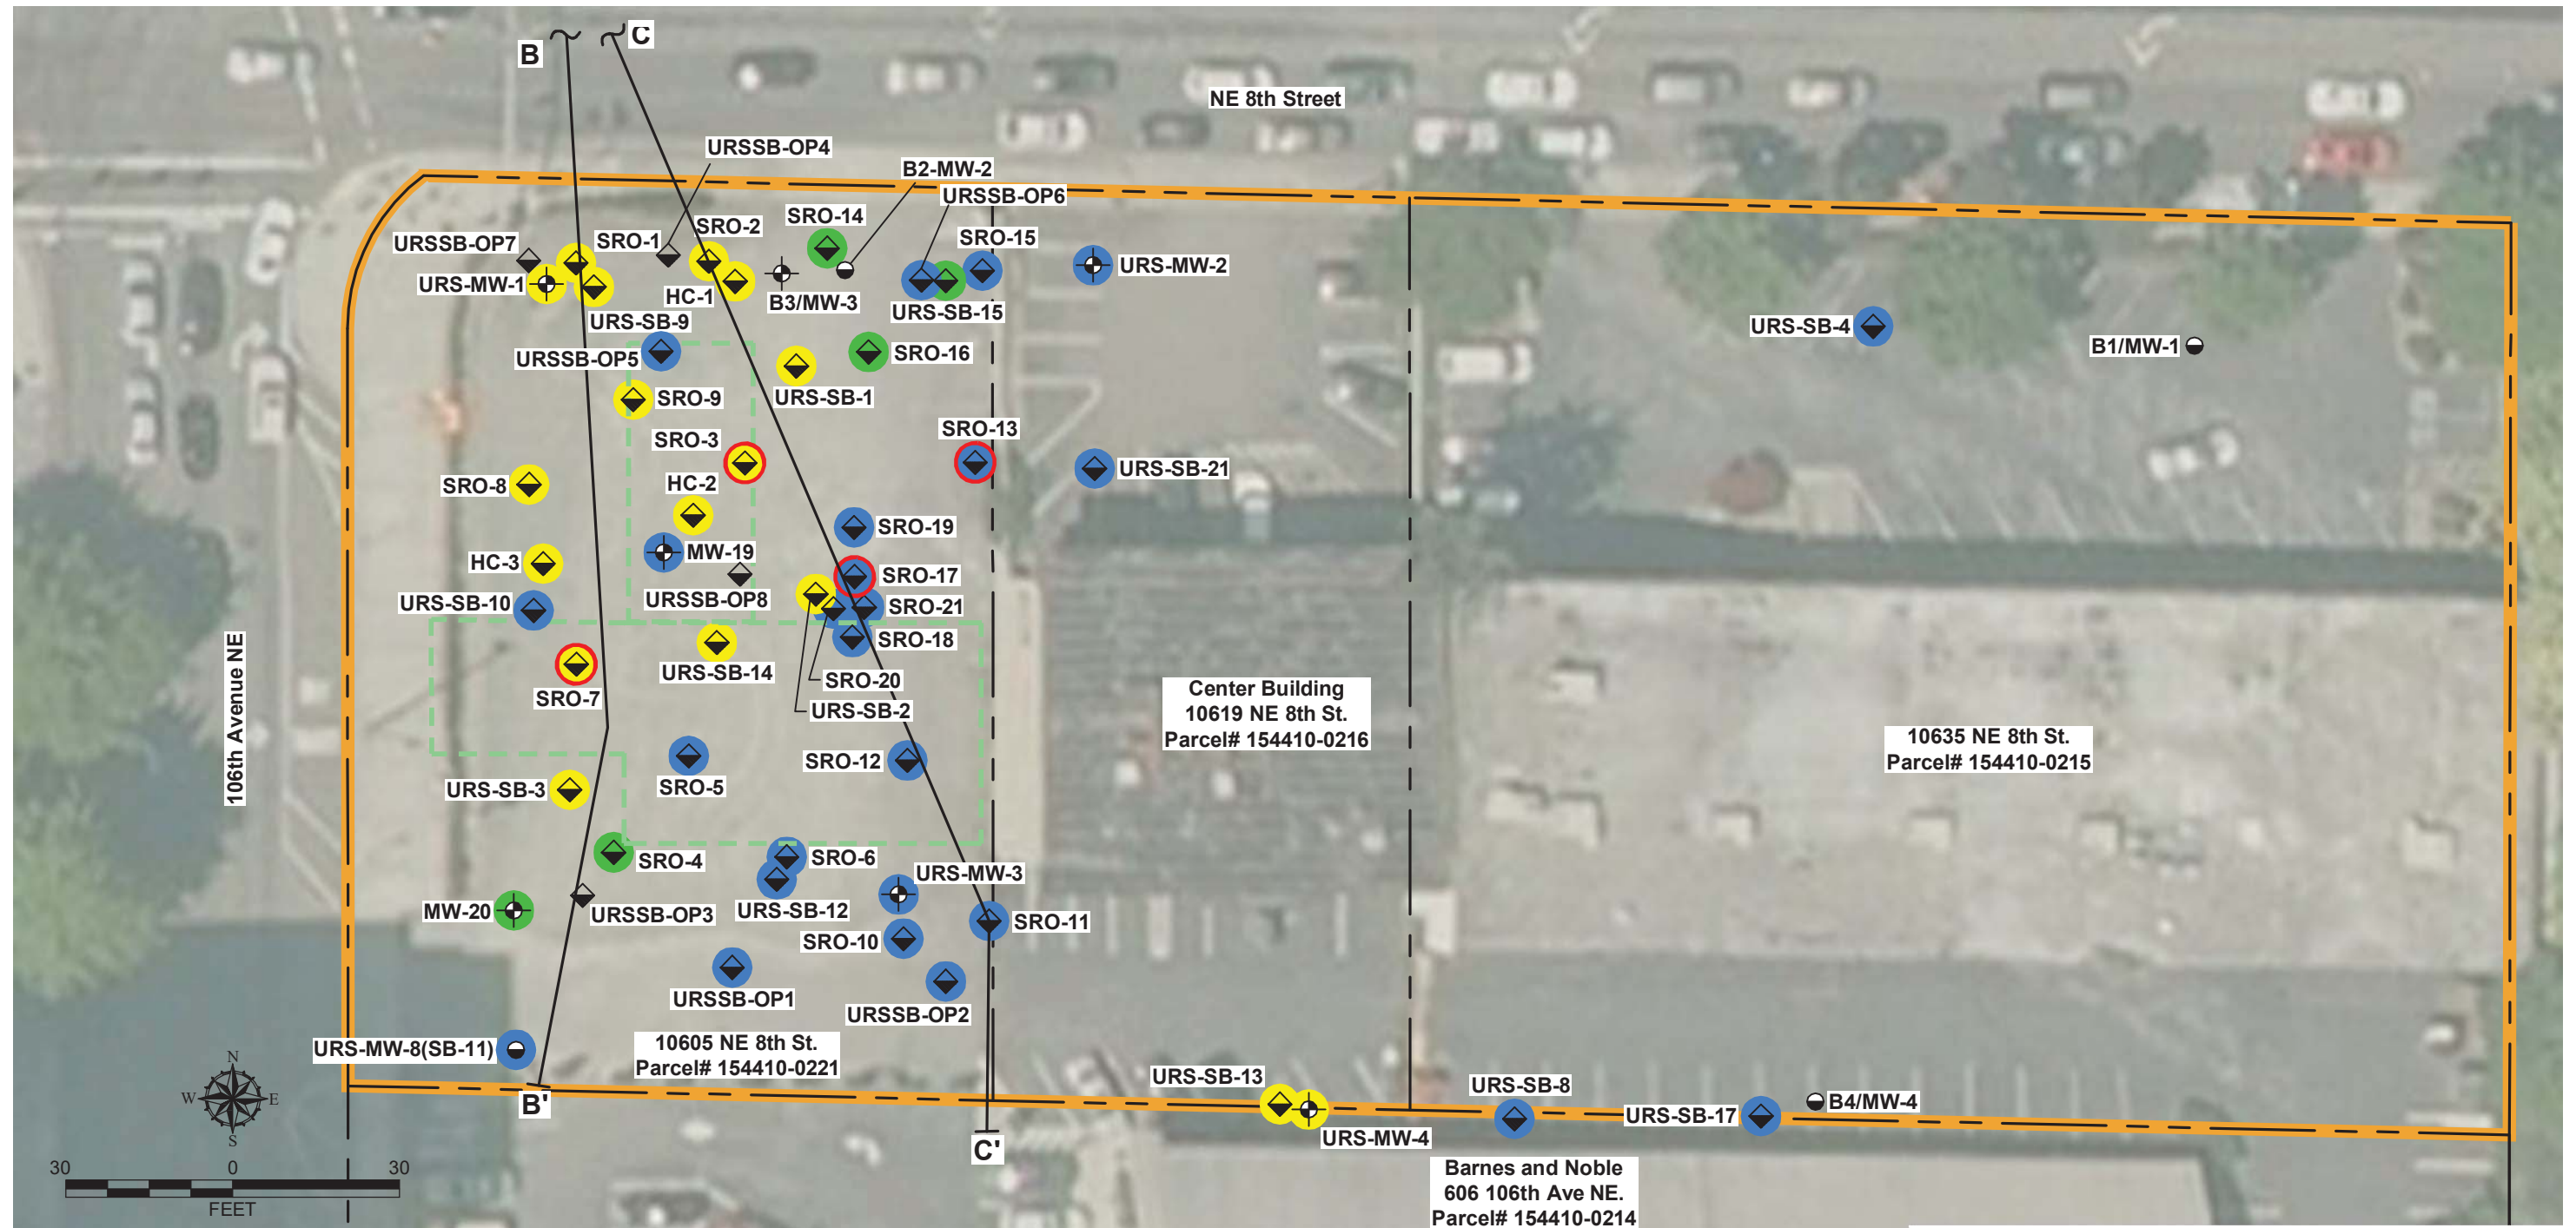 B
C
NE 8th Street
URSSB-OP4
B2-MW-2
URSSB-OP6
SRO-14
SRO-2
SRO-1
SRO-15
URSSB-OP7
URS-MW-1
HC-1
B3/MW-3
URS-MW-2
URS-SB-15
URS-SB-9
URS-SB-4
B1/MW-1
URSSB-OP5
SRO-16
SRO-9
URS-SB-1
SRO-3
SRO-13
URS-SB-21
HC-2
SRO-8
SRO-19
MW-19
HC-3
SRO-17
URS-SB-10
URSSB-OP8
SRO-21
SRO-18
URS-SB-14
SRO-20
SRO-7
URS-SB-2
106th Avenue NE
Center Building
10619 NE 8th St.
Parcel# 154410-0216
10635 NE 8th St.
Parcel# 154410-0215
SRO-12
SRO-5
URS-SB-3
SRO-4
SRO-6
URS-MW-3
MW-20
URSSB-OP3
URS-SB-12
SRO-11
SRO-10
URSSB-OP1
URSSB-OP2
URS-MW-8(SB-11)
10605 NE 8th St.
Parcel# 154410-0221
N
W
E
S
B'
C'
URS-SB-13
URS-MW-4
URS-SB-8
URS-SB-17
B4/MW-4
30
0
30
FEET
Barnes and Noble
606 106th Ave NE.
Parcel# 154410-0214